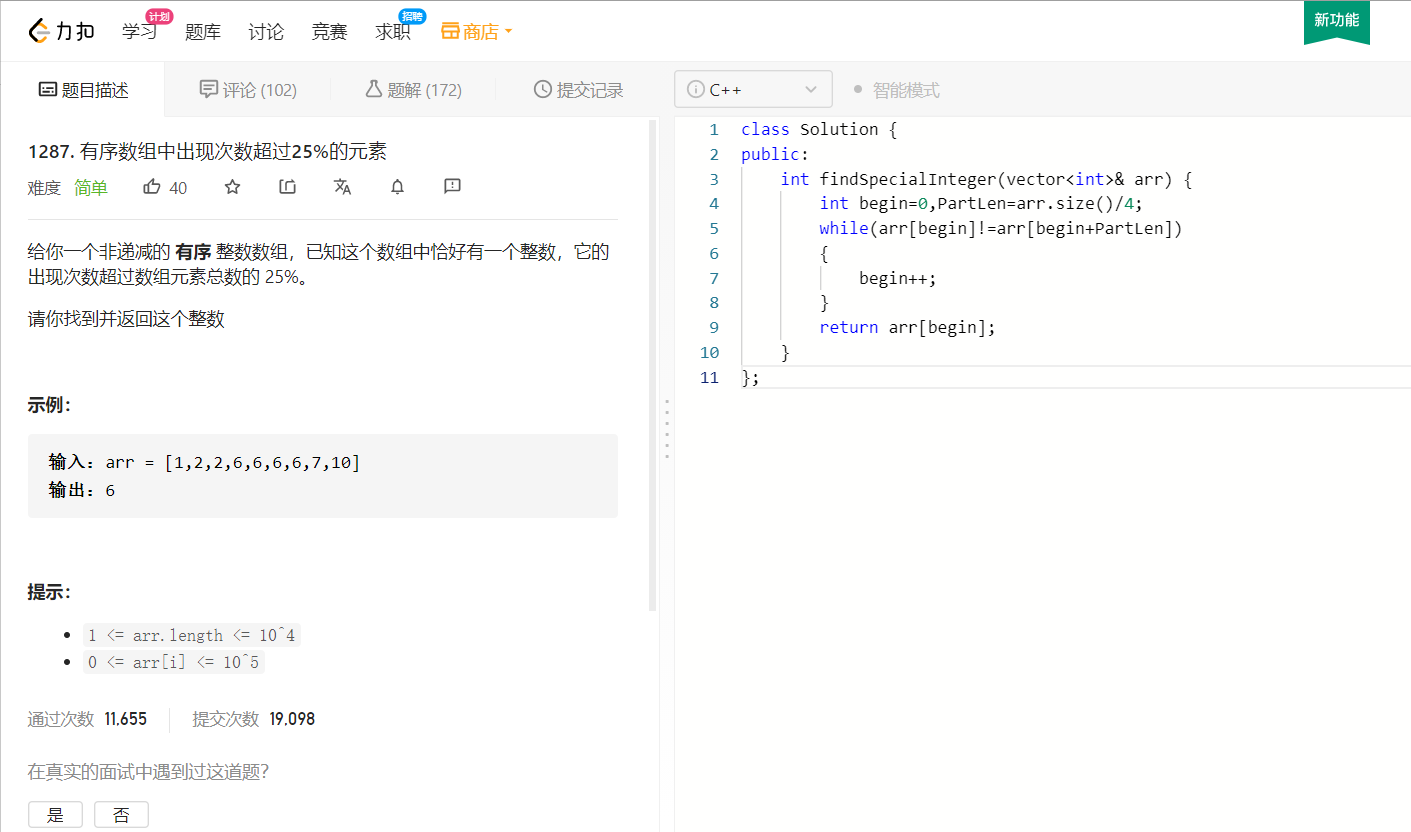 力扣 学习 计划 题库 讨论 竞赛 求职 招聘 商店 新功能
题目描述 评论 (102) 题解 (172) 提交记录
1287. 有序数组中出现次数超过25%的元素
难度 简单 40
给你一个非递减的 有序 整数数组，已知这个数组中恰好有一个整数，它的
出现次数超过数组元素总数的 25%。
请你找到并返回这个整数
示例：
输入：arr = [1,2,2,6,6,6,6,7,10]
输出：6
提示：
1 <= arr.length <= 10^4
0 <= arr[i] <= 10^5
通过次数 11,655 提交次数 19,098
在真实的面试中遇到过这道题?
是 否
C++ 智能模式
1 class Solution {
2 public:
3     int findSpecialInteger(vector<int>& arr) {
4         int begin=0,PartLen=arr.size()/4;
5         while(arr[begin]!=arr[begin+PartLen])
6         {
7             begin++;
8         }
9         return arr[begin];
10     }
11 };